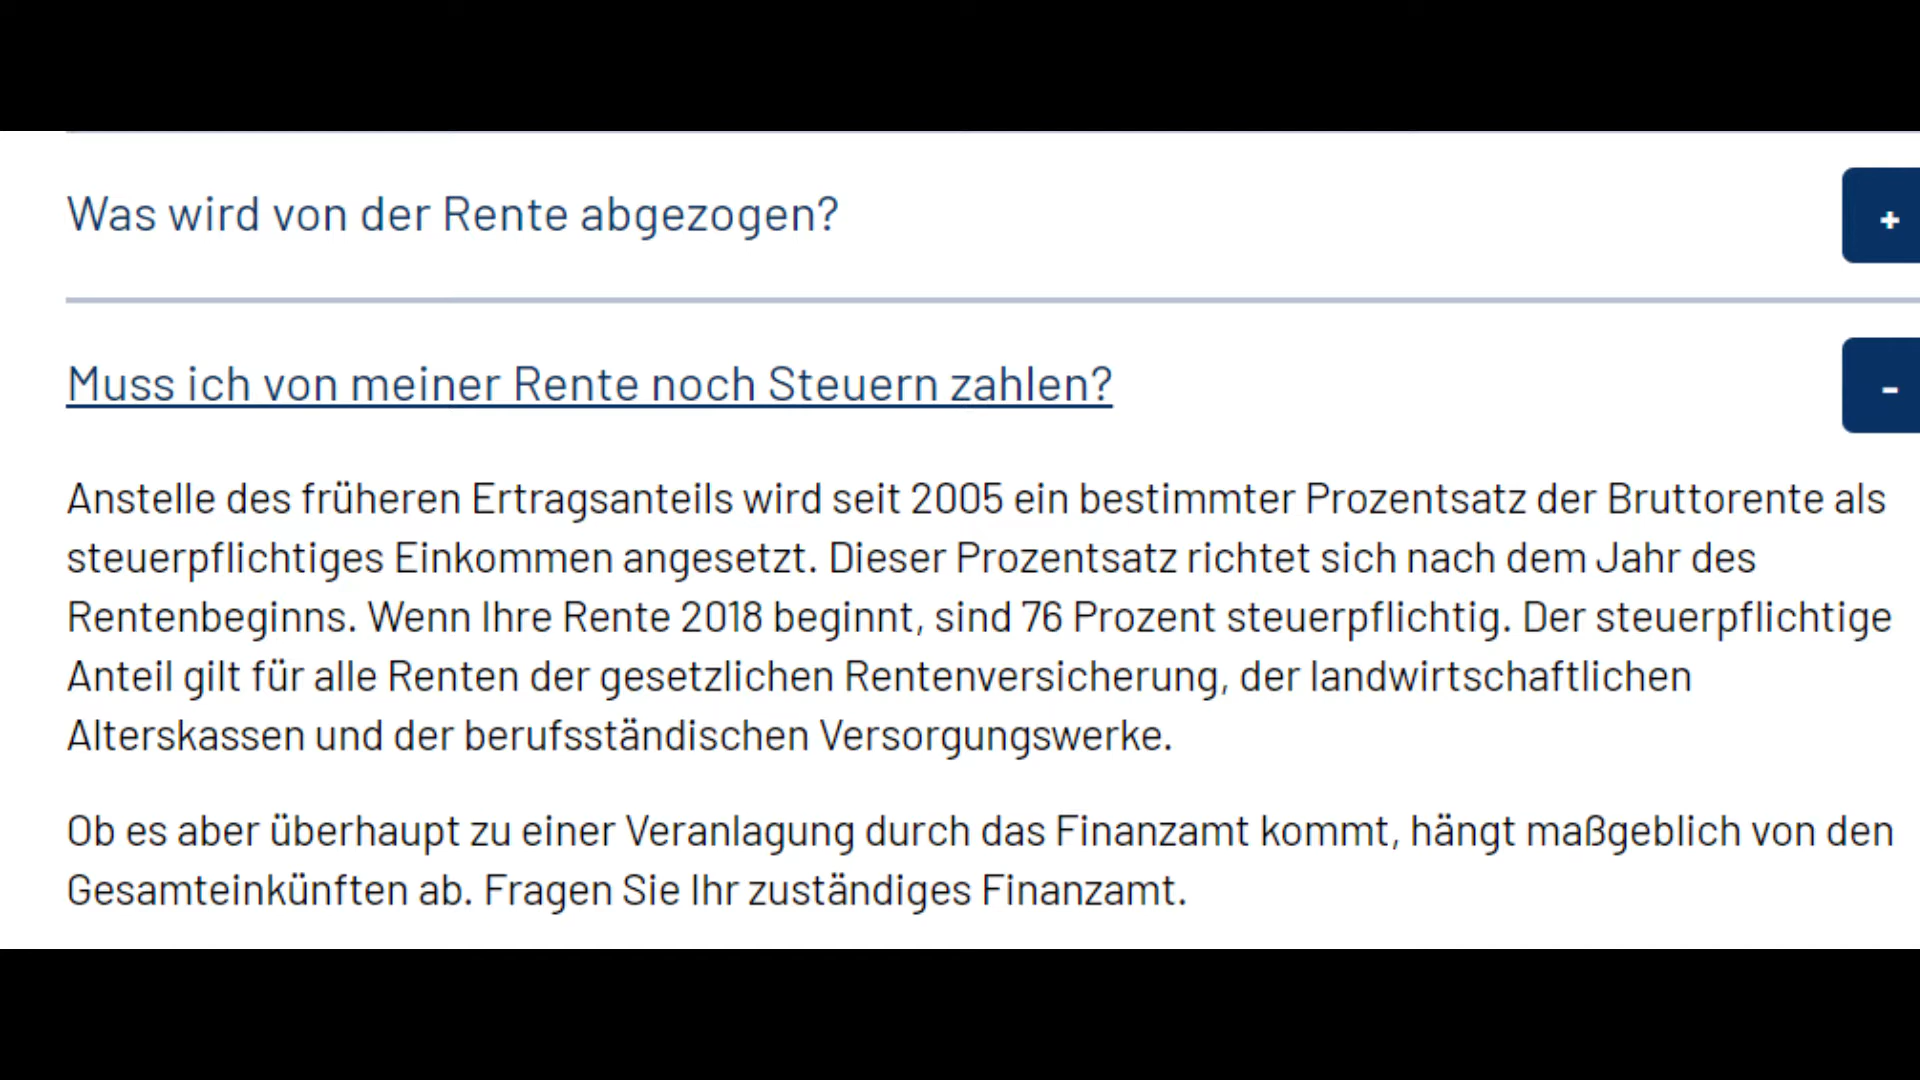 Was wird von der Rente abgezogen?
+
Muss ich von meiner Rente noch Steuern zahlen?
-
Anstelle des früheren Ertragsanteils wird seit 2005 ein bestimmter Prozentsatz der Bruttorente als
steuerpflichtiges Einkommen angesetzt. Dieser Prozentsatz richtet sich nach dem Jahr des
Rentenbeginns. Wenn Ihre Rente 2018 beginnt, sind 76 Prozent steuerpflichtig. Der steuerpflichtige
Anteil gilt für alle Renten der gesetzlichen Rentenversicherung, der landwirtschaftlichen
Alterskassen und der berufsständischen Versorgungswerke.
Ob es aber überhaupt zu einer Veranlagung durch das Finanzamt kommt, hängt maßgeblich von den
Gesamteinkünften ab. Fragen Sie Ihr zuständiges Finanzamt.